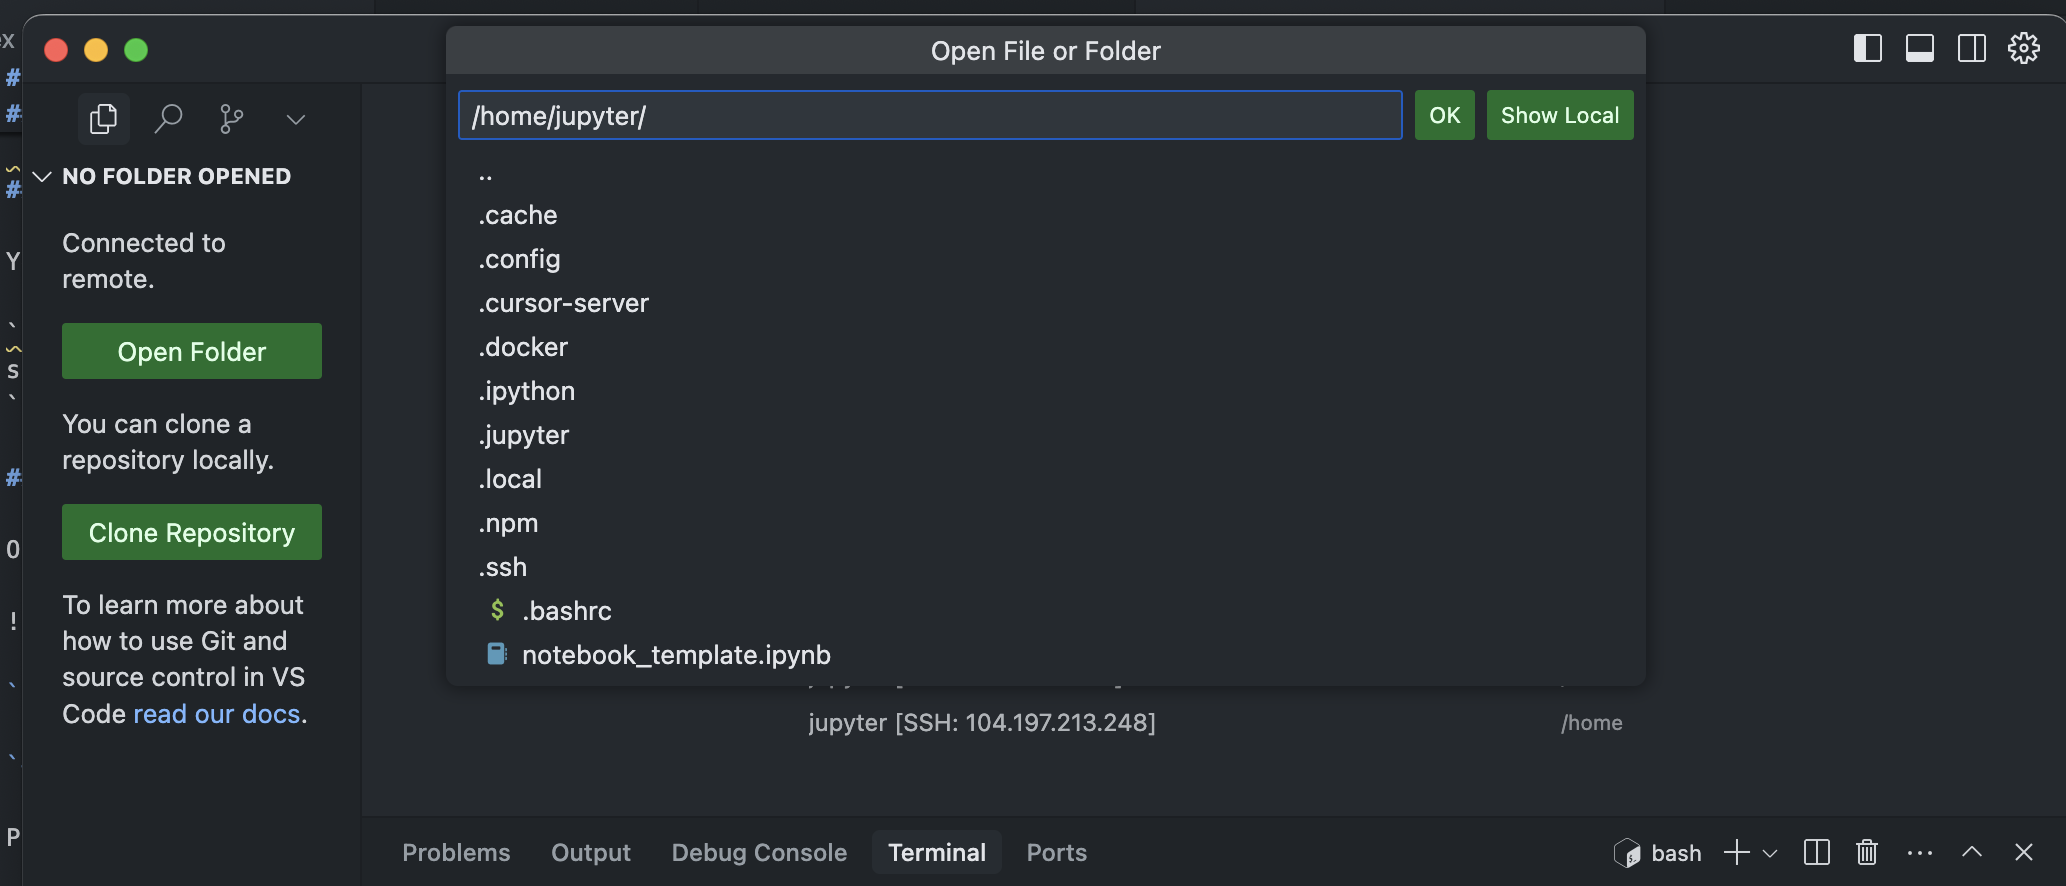 Open File or Folder
/home/jupyter/
OK
Show Local
NO FOLDER OPENED
Connected to
remote.
Open Folder
You can clone a
repository locally.
Clone Repository
To learn more about
how to use Git and
source control in VS
Code read our docs.
..
.cache
.config
.cursor-server
.docker
.ipython
.jupyter
.local
.npm
.ssh
$ .bashrc
notebook_template.ipynb
jupyter [SSH: 104.197.213.248] /home
Problems Output Debug Console Terminal Ports
bash